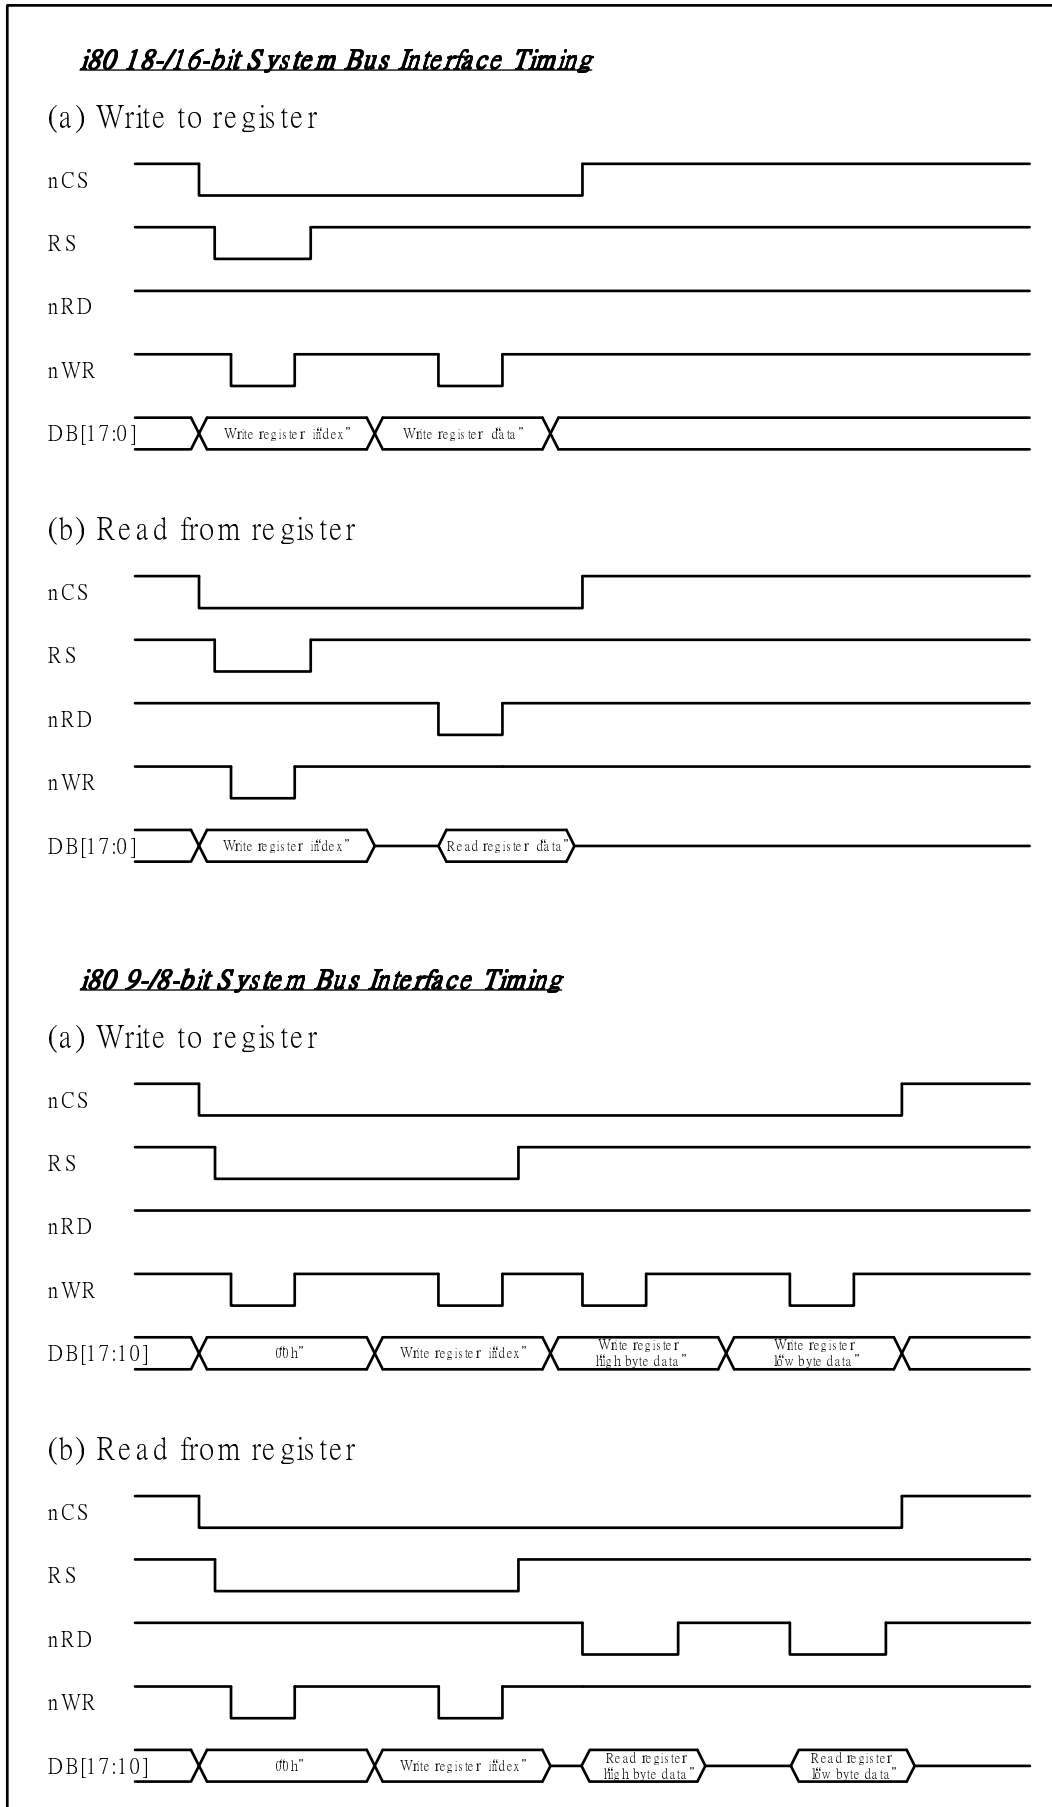 i80 18-/16-bit System Bus Interface Timing
(a) Write to register
nCS
RS
nRD
nWR
DB[17:0]
Write register index” Write register data”
(b) Read from register
nCS
RS
nRD
nWR
DB[17:0]
Write register index” Read register data”
i80 9-/8-bit System Bus Interface Timing
(a) Write to register
nCS
RS
nRD
nWR
DB[17:10]
“00h” Write register “index” Write register “high byte data” Write register “low byte data”
(b) Read from register
nCS
RS
nRD
nWR
DB[17:10]
“00h” Write register “index” Read register “high byte data” Read register “low byte data”